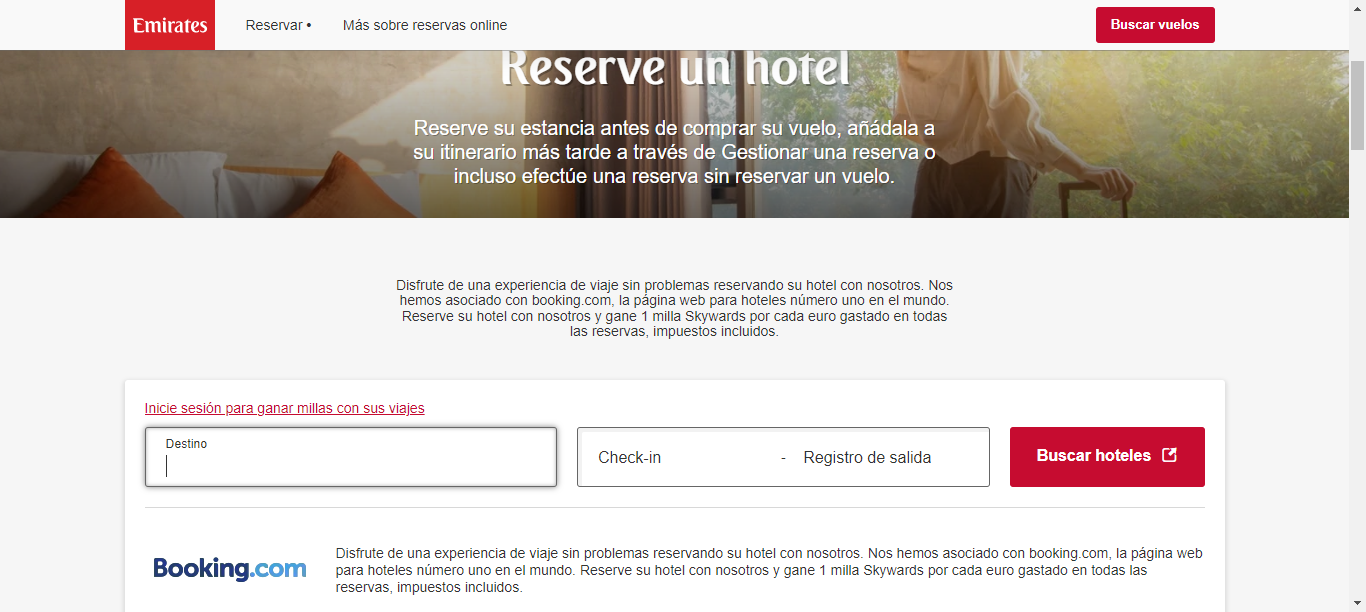 Emirates
Reservar •
Más sobre reservas online
Buscar vuelos
Reserve un hotel
Reserve su estancia antes de comprar su vuelo, añádala a
su itinerario más tarde a través de Gestionar una reserva o
incluso efectúe una reserva sin reservar un vuelo.
Disfrute de una experiencia de viaje sin problemas reservando su hotel con nosotros. Nos
hemos asociado con booking.com, la página web para hoteles número uno en el mundo.
Reserve su hotel con nosotros y gane 1 milla Skywards por cada euro gastado en todas
las reservas, impuestos incluidos.
Inicie sesión para ganar millas con sus viajes
Destino
Check-in - Registro de salida
Buscar hoteles
Booking.com
Disfrute de una experiencia de viaje sin problemas reservando su hotel con nosotros. Nos hemos asociado con booking.com, la página web
para hoteles número uno en el mundo. Reserve su hotel con nosotros y gane 1 milla Skywards por cada euro gastado en todas las
reservas, impuestos incluidos.